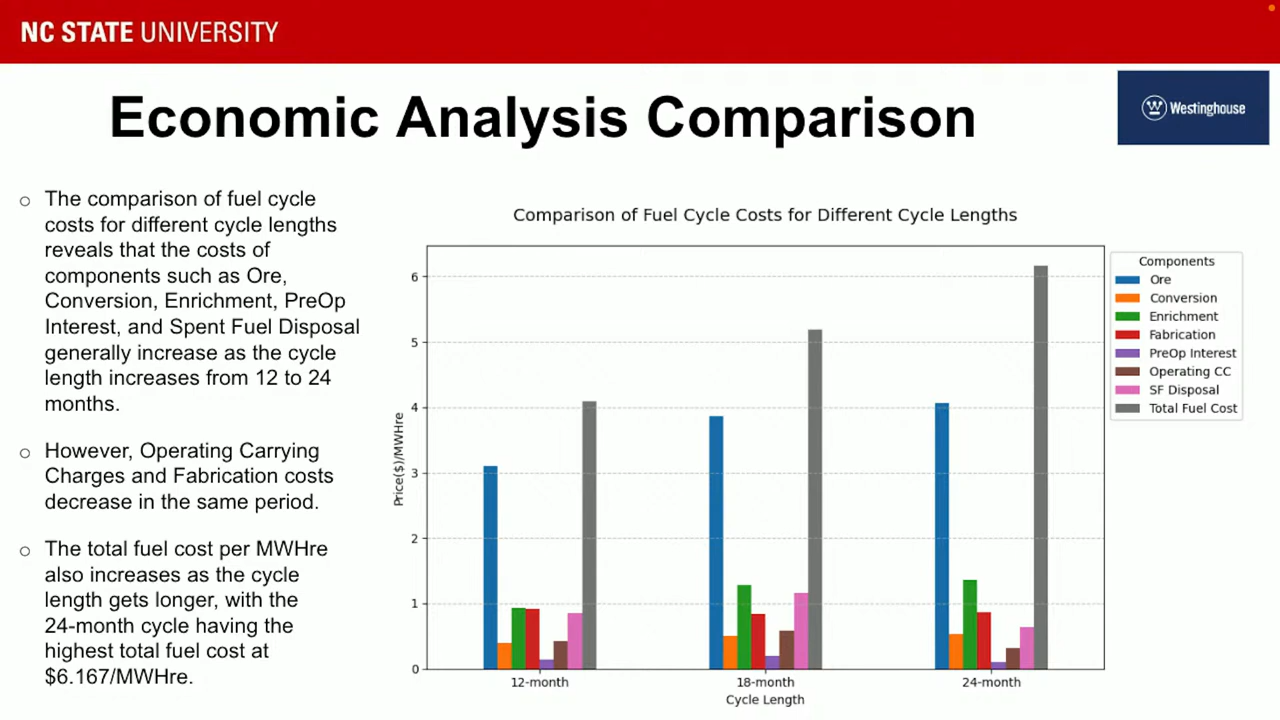 NC STATE UNIVERSITY
Economic Analysis Comparison
Westinghouse
The comparison of fuel cycle
costs for different cycle lengths
reveals that the costs of
components such as Ore,
Conversion, Enrichment, PreOp
Interest, and Spent Fuel Disposal
generally increase as the cycle
length increases from 12 to 24
months.
However, Operating Carrying
Charges and Fabrication costs
decrease in the same period.
The total fuel cost per MWHre
also increases as the cycle
length gets longer, with the
24-month cycle having the
highest total fuel cost at
$6.167/MWHre.
Comparison of Fuel Cycle Costs for Different Cycle Lengths
Price($)/MWHre
6
5
4
3
2
1
0
12-month
18-month
24-month
Cycle Length
Components
Ore
Conversion
Enrichment
Fabrication
PreOp Interest
Operating CC
SF Disposal
Total Fuel Cost